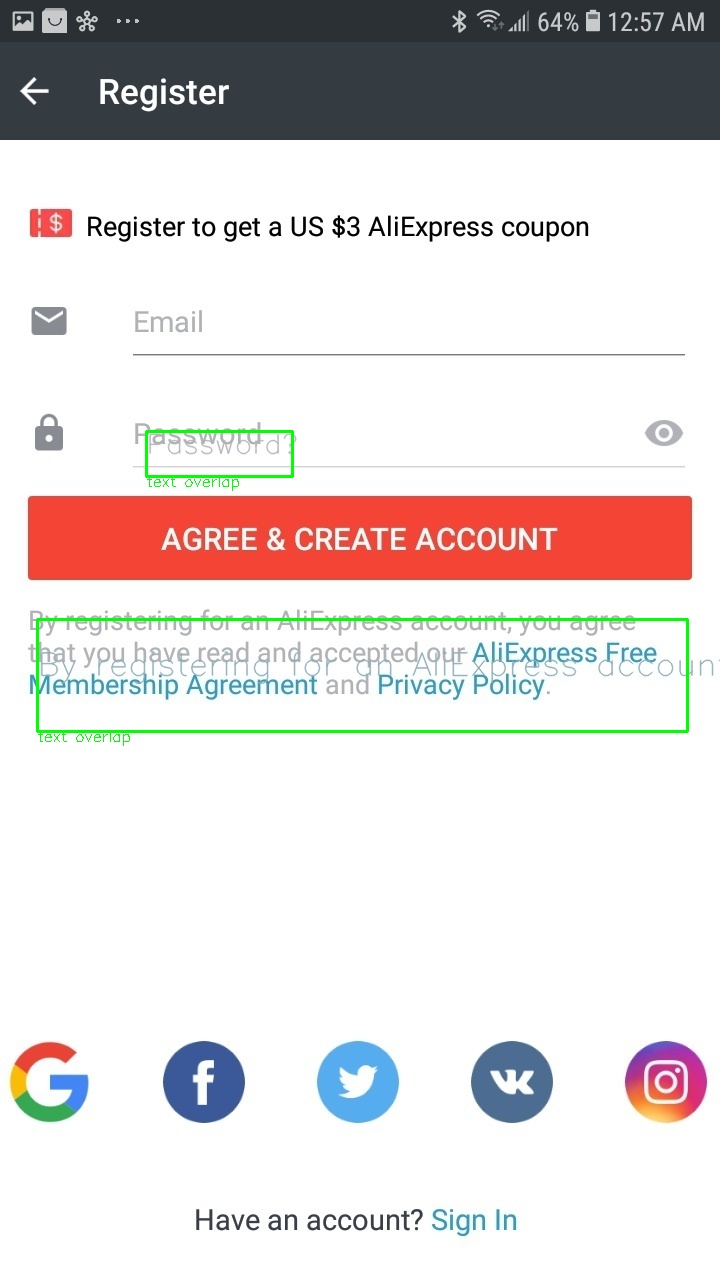 64% 12:57 AM
Register
$ Register to get a US $3 AliExpress coupon
Email
Password
Password?
text overlap
AGREE & CREATE ACCOUNT
By registering for an AliExpress account, you agree
that you have read and accepted our AliExpress Free
By registering for an AliExpress account
Membership Agreement and Privacy Policy.
text overlap
Have an account? Sign In